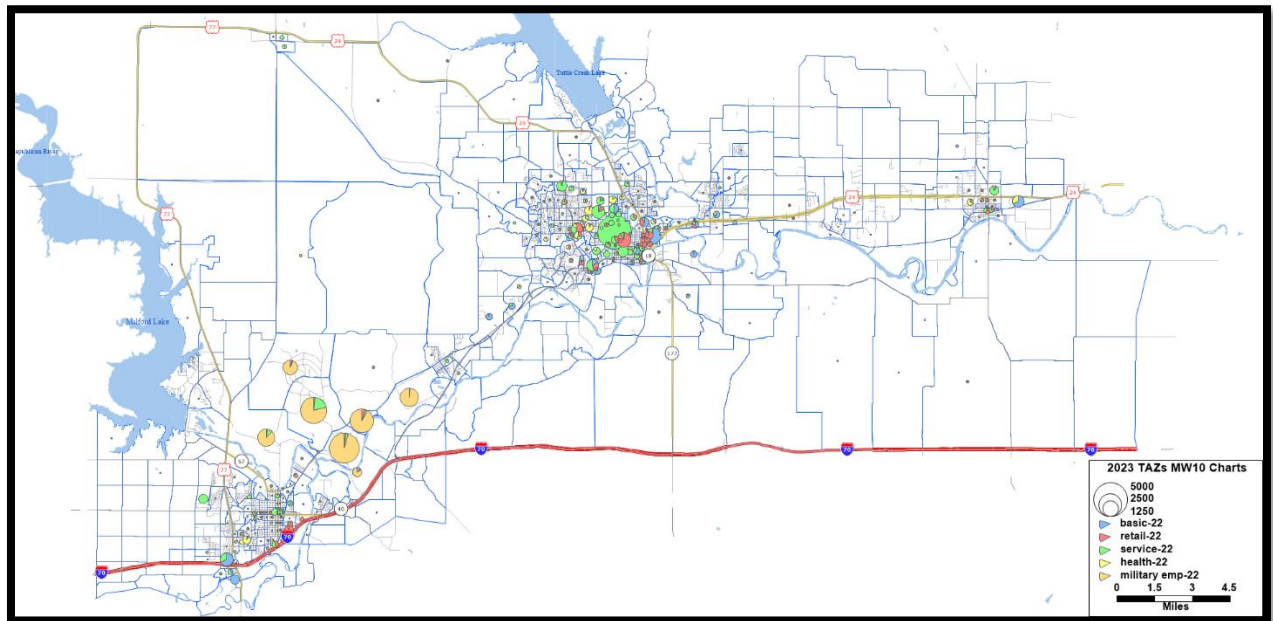 77
24
Tuttle Creek Lake
24
77
24
24
18
Milford Lake
177
57
77
70
70
70
40
70
70
2023 TAZs MW10 Charts
5000
2500
1250
basic-22
retail-22
service-22
health-22
military emp-22
0 1.5 3 4.5
Miles